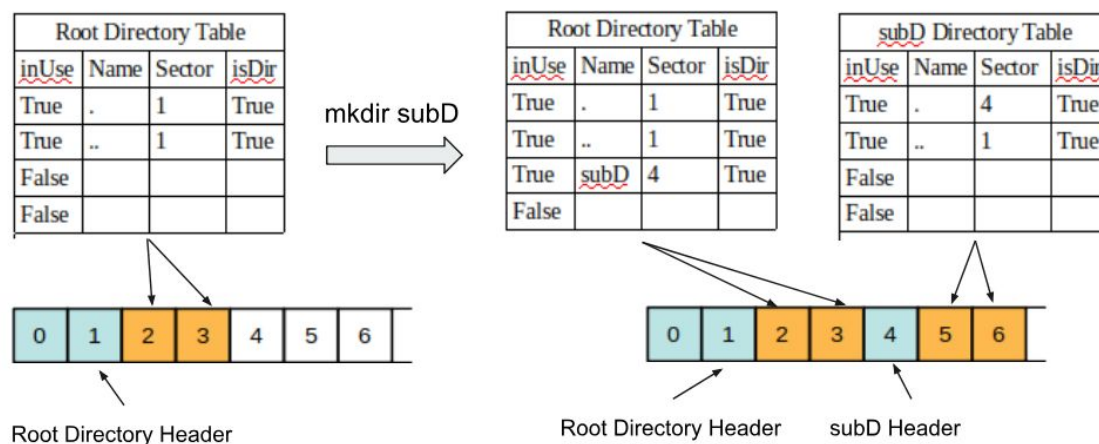 Root Directory Table
inUse Name Sector isDir
True . 1 True
True .. 1 True
False
False
mkdir subD
Root Directory Table
inUse Name Sector isDir
True . 1 True
True .. 1 True
True subD 4 True
False
subD Directory Table
inUse Name Sector isDir
True . 4 True
True .. 1 True
False
False
0 1 2 3 4 5 6
Root Directory Header
0 1 2 3 4 5 6
Root Directory Header
subD Header